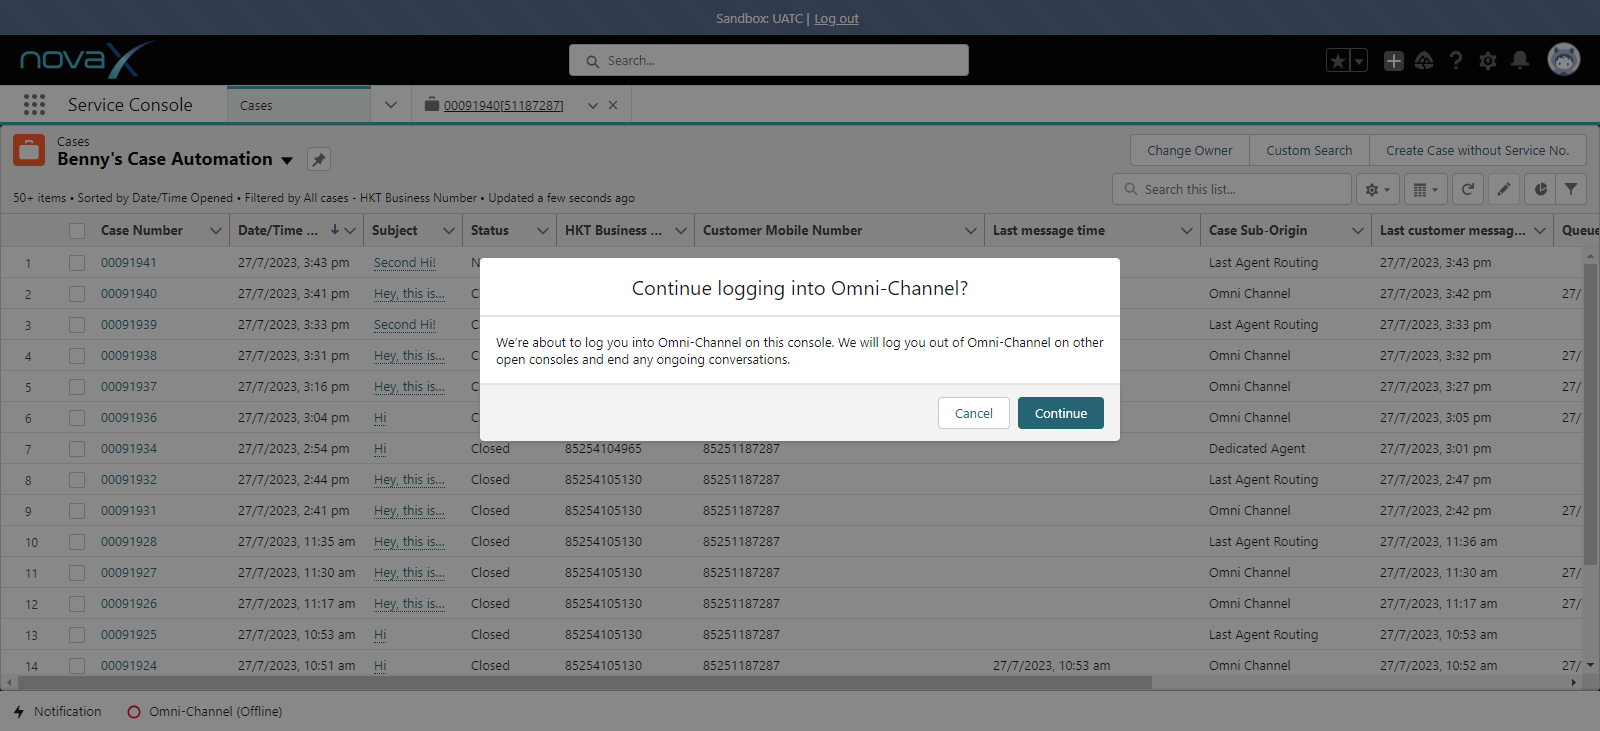 Sandbox: UATC | Log out
novaX
Search...
Service Console
Cases
00091940[51187287]
Cases
Benny's Case Automation
Change Owner
Custom Search
Create Case without Service No.
50+ items • Sorted by Date/Time Opened • Filtered by All cases - HKT Business Number • Updated a few seconds ago
Search this list...
Case Number Date/Time ... Subject Status HKT Business ... Customer Mobile Number Last message time Case Sub-Origin Last customer messag... Queue
1 00091941 27/7/2023, 3:43 pm Second Hi! Last Agent Routing 27/7/2023, 3:43 pm
2 00091940 27/7/2023, 3:41 pm Hey, this is... Omni Channel 27/7/2023, 3:42 pm 27/
3 00091939 27/7/2023, 3:33 pm Second Hi! Last Agent Routing 27/7/2023, 3:33 pm
4 00091938 27/7/2023, 3:31 pm Hey, this is... Omni Channel 27/7/2023, 3:32 pm 27/
5 00091937 27/7/2023, 3:16 pm Hey, this is... Omni Channel 27/7/2023, 3:27 pm 27/
6 00091936 27/7/2023, 3:04 pm Hi Omni Channel 27/7/2023, 3:05 pm 27/
7 00091934 27/7/2023, 2:54 pm Hi Closed 85254104965 85251187287 Dedicated Agent 27/7/2023, 3:01 pm
8 00091932 27/7/2023, 2:44 pm Hey, this is... Closed 85254105130 85251187287 Last Agent Routing 27/7/2023, 2:47 pm
9 00091931 27/7/2023, 2:41 pm Hey, this is... Closed 85254105130 85251187287 Omni Channel 27/7/2023, 2:42 pm 27/
10 00091928 27/7/2023, 11:35 am Hey, this is... Closed 85254105130 85251187287 Last Agent Routing 27/7/2023, 11:36 am
11 00091927 27/7/2023, 11:30 am Hey, this is... Closed 85254105130 85251187287 Omni Channel 27/7/2023, 11:30 am 27/
12 00091926 27/7/2023, 11:17 am Hey, this is... Closed 85254105130 85251187287 Omni Channel 27/7/2023, 11:17 am 27/
13 00091925 27/7/2023, 10:53 am Hi Closed 85254105130 85251187287 Last Agent Routing 27/7/2023, 10:53 am
14 00091924 27/7/2023, 10:51 am Hi Closed 85254105130 85251187287 27/7/2023, 10:53 am Omni Channel 27/7/2023, 10:52 am 27/
Continue logging into Omni-Channel?
We're about to log you into Omni-Channel on this console. We will log you out of Omni-Channel on other
open consoles and end any ongoing conversations.
Cancel
Continue
Notification
Omni-Channel (Offline)